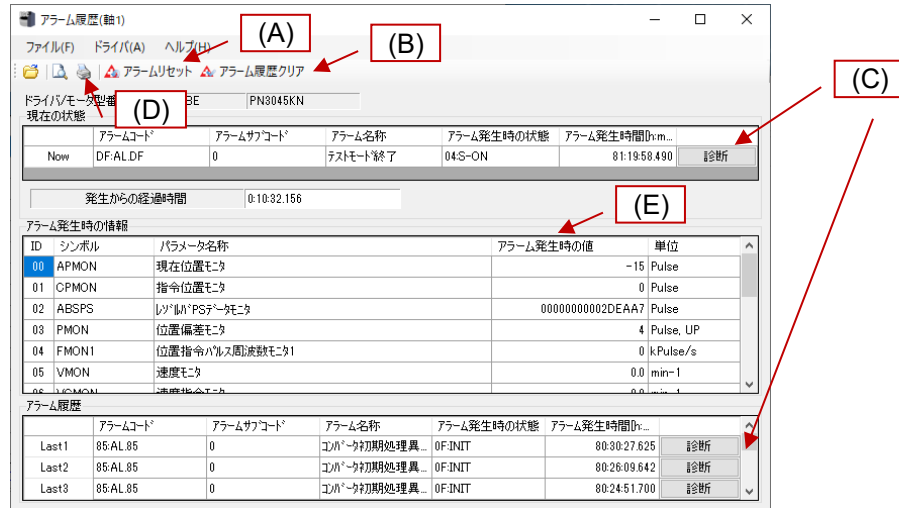 アラーム履歴(軸1)
ファイル(F) ドライバ(A) ヘルプ(H)
(A)
(B)
アラームリセット アラーム履歴クリア
(C)
ドライバ/モータ型番 BE PN3045KN
(D)
現在の状態
アラームコード アラームサブコード アラーム名称 アラーム発生時の状態 アラーム発生時間[h:m...
Now DF:AL.DF 0 テストモード終了 04:S-ON 81:19:58.490 診断
発生からの経過時間 0:10:32.156
(E)
アラーム発生時の情報
ID シンボル パラメータ名称 アラーム発生時の値 単位
00 APMON 現在位置モニタ -15 Pulse
01 CPMON 指令位置モニタ 0 Pulse
02 ABSPS レゾルバPSデータモニタ 00000000002DEAA7 Pulse
03 PMON 位置偏差モニタ 4 Pulse, UP
04 FMON1 位置指令パルス周波数モニタ1 0 kPulse/s
05 VMON 速度モニタ 0.0 min-1
アラーム履歴
アラームコード アラームサブコード アラーム名称 アラーム発生時の状態 アラーム発生時間[h:...
Last1 85:AL.85 0 コンバータ初期処理異... 0F:INIT 80:30:27.625 診断
Last2 85:AL.85 0 コンバータ初期処理異... 0F:INIT 80:26:09.642 診断
Last3 85:AL.85 0 コンバータ初期処理異... 0F:INIT 80:24:51.700 診断